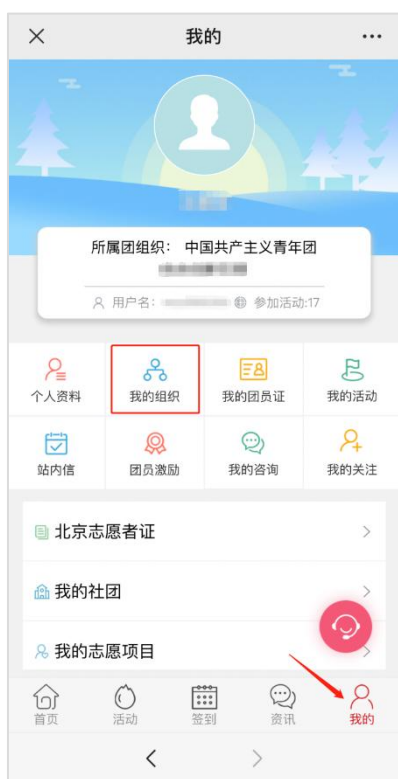 我的
所属团组织： 中国共产主义青年团
用户名： 参加活动:17
个人资料 我的组织 我的团员证 我的活动
站内信 团员激励 我的咨询 我的关注
北京志愿者证
我的社团
我的志愿项目
首页 活动 签到 资讯 我的